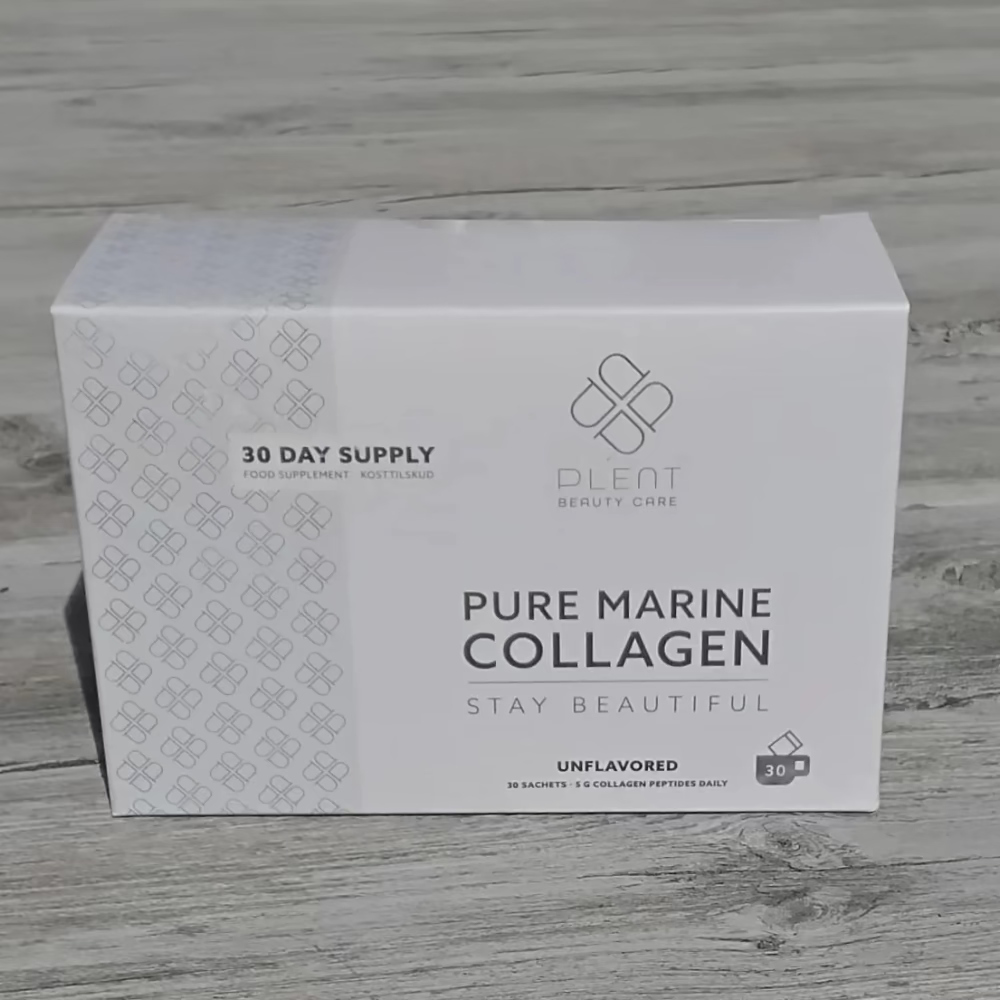 30 DAY SUPPLY
FOOD SUPPLEMENT KOSTTILSKUD
PLENT
BEAUTY CARE
PURE MARINE
COLLAGEN
STAY BEAUTIFUL
UNFLAVORED
30 SACHETS · 5 G COLLAGEN PEPTIDES DAILY
30